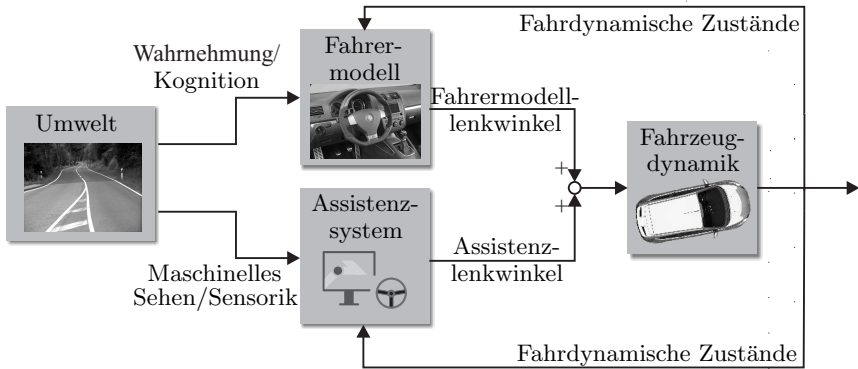 Fahrdynamische Zustände
Wahrnehmung/
Kognition
Fahrer-
modell
Fahrermodell-
lenkwinkel
Umwelt
Fahrzeug-
dynamik
+
+
Assistenz-
system
Assistenz-
lenkwinkel
Maschinelles
Sehen/Sensorik
Fahrdynamische Zustände